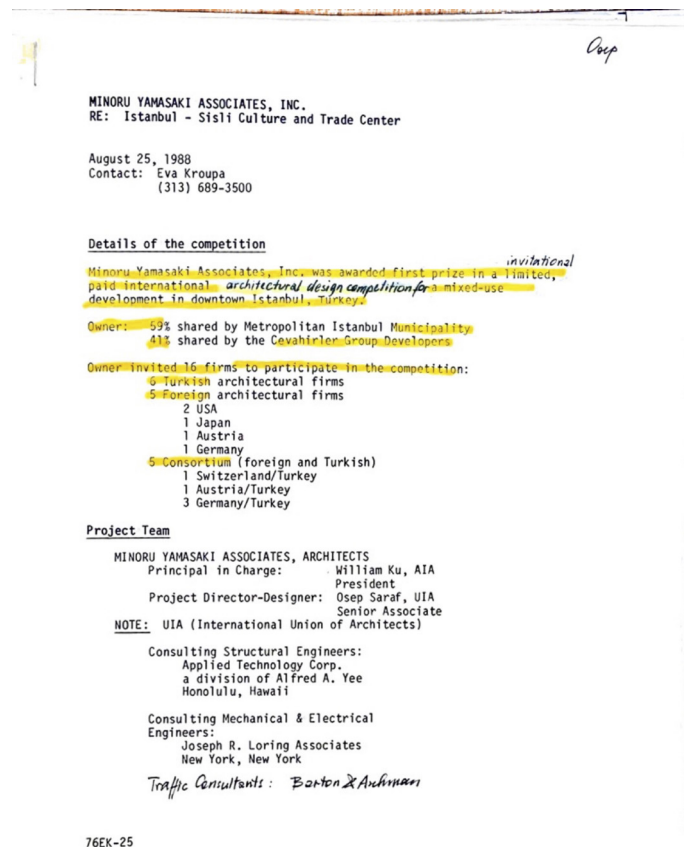 Osep
MINORU YAMASAKI ASSOCIATES, INC.
RE: Istanbul - Sisli Culture and Trade Center
August 25, 1988
Contact: Eva Kroupa
(313) 689-3500
Details of the competition
invitational
Minoru Yamasaki Associates, Inc. was awarded first prize in a limited,
paid international architectural design competition for a mixed-use
development in downtown Istanbul, Turkey.
Owner: 59% shared by Metropolitan Istanbul Municipality
41% shared by the Cevahirler Group Developers
Owner invited 16 firms to participate in the competition:
6 Turkish architectural firms
5 Foreign architectural firms
2 USA
1 Japan
1 Austria
1 Germany
5 Consortium (foreign and Turkish)
1 Switzerland/Turkey
1 Austria/Turkey
3 Germany/Turkey
Project Team
MINORU YAMASAKI ASSOCIATES, ARCHITECTS
Principal in Charge: William Ku, AIA
President
Project Director-Designer: Osep Saraf, UIA
Senior Associate
NOTE: UIA (International Union of Architects)
Consulting Structural Engineers:
Applied Technology Corp.
a division of Alfred A. Yee
Honolulu, Hawaii
Consulting Mechanical & Electrical
Engineers:
Joseph R. Loring Associates
New York, New York
Traffic Consultants: Barton & Aschman
76EK-25